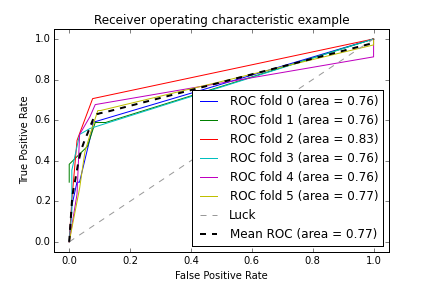 Receiver operating characteristic example
True Positive Rate
1.0
0.8
0.6
0.4
0.2
0.0
ROC fold 0 (area = 0.76)
ROC fold 1 (area = 0.76)
ROC fold 2 (area = 0.83)
ROC fold 3 (area = 0.76)
ROC fold 4 (area = 0.76)
ROC fold 5 (area = 0.77)
Luck
Mean ROC (area = 0.77)
0.0 0.2 0.4 0.6 0.8 1.0
False Positive Rate